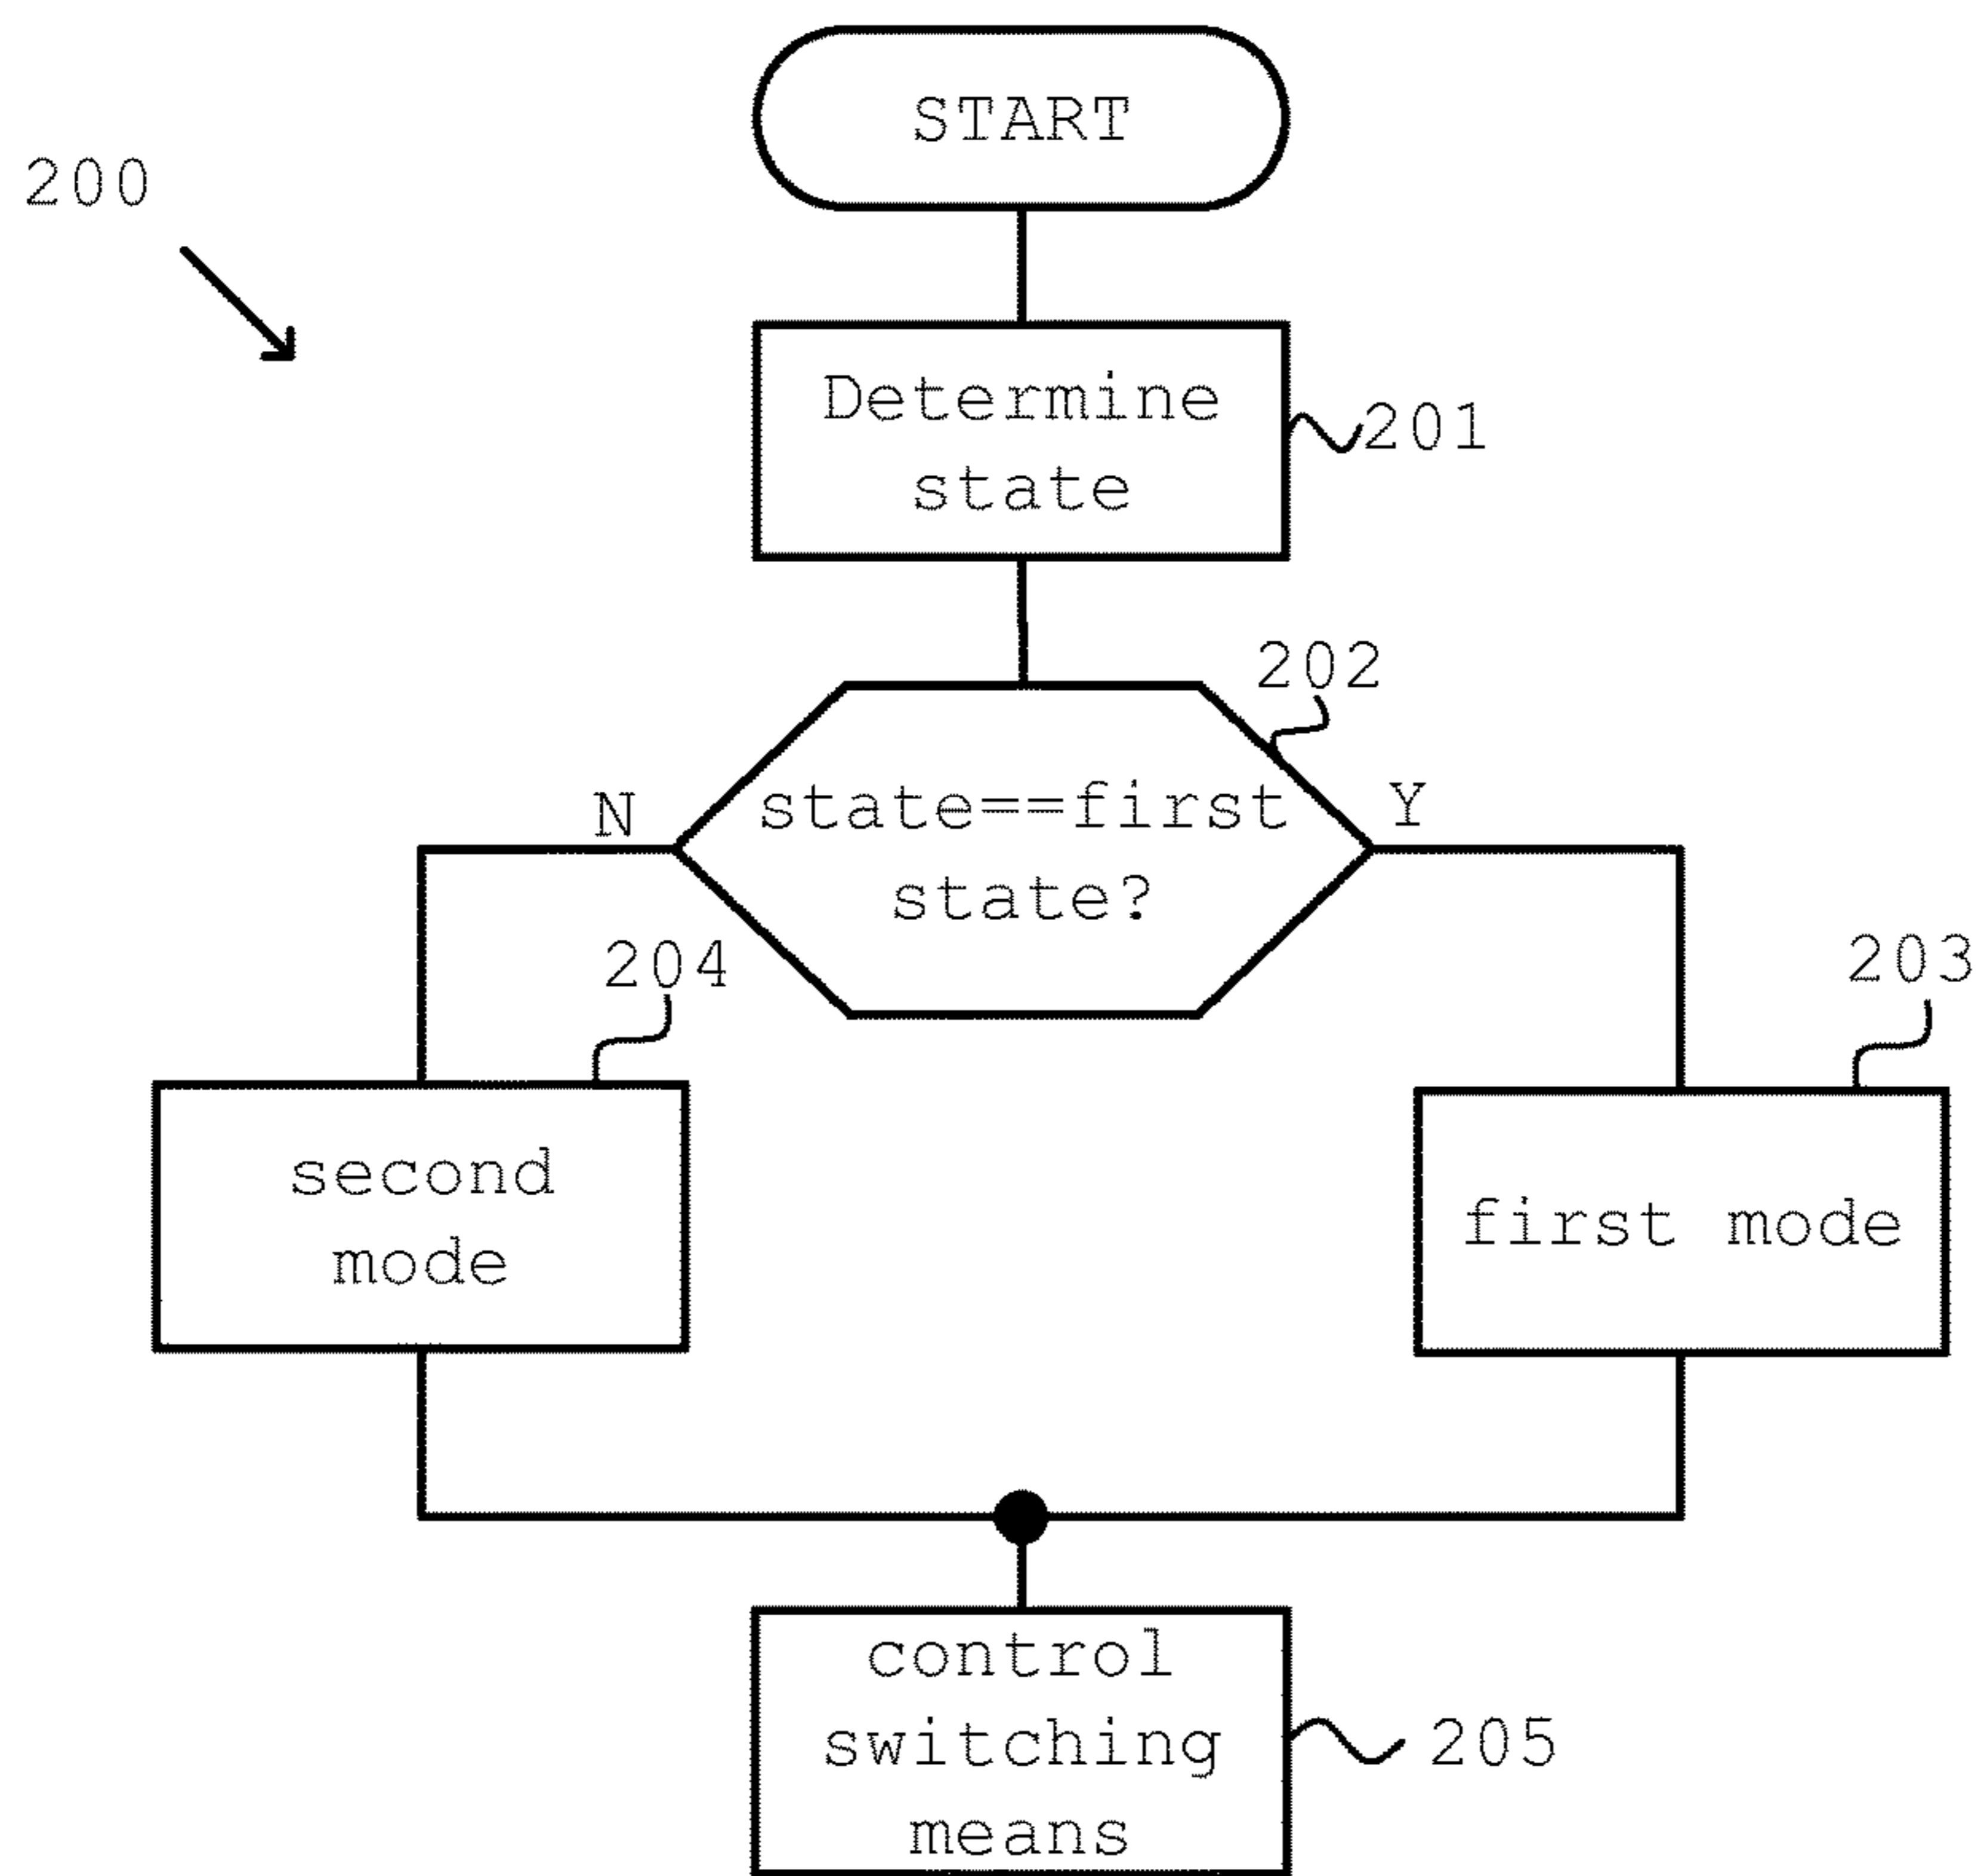 START
200
Determine
state
201
202
N
state==first
state?
Y
204
203
second
mode
first mode
control
switching
means
205